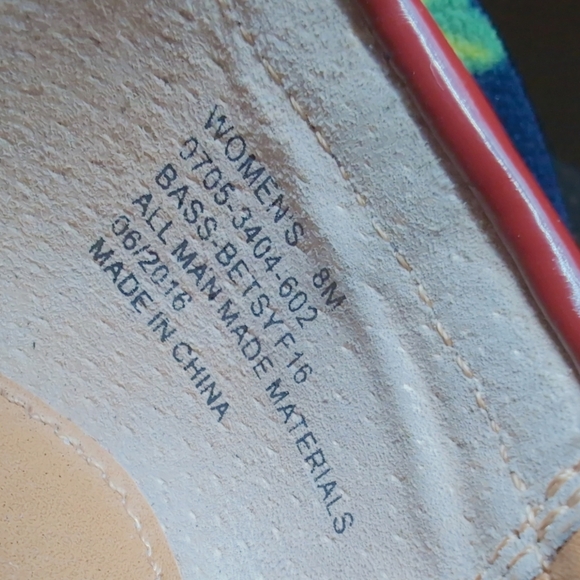 WOMEN'S 8M
0705-3404-602
BASS-BETSY F16
ALL MAN MADE MATERIALS
06/2016
MADE IN CHINA